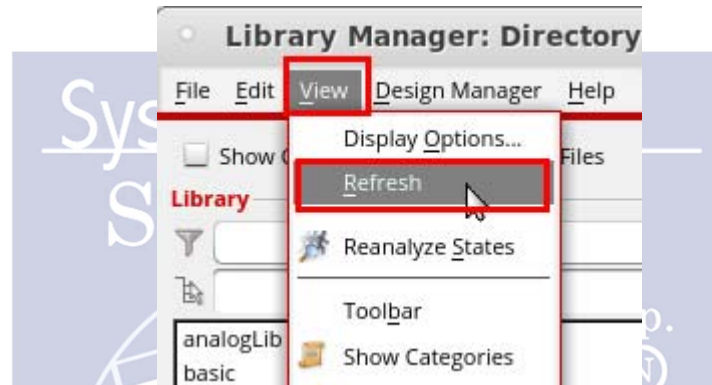 Library Manager: Directory
File Edit View Design Manager Help
Display Options...
Show Files
Refresh
Library
Reanalyze States
Toolbar
analogLib
Show Categories
basic